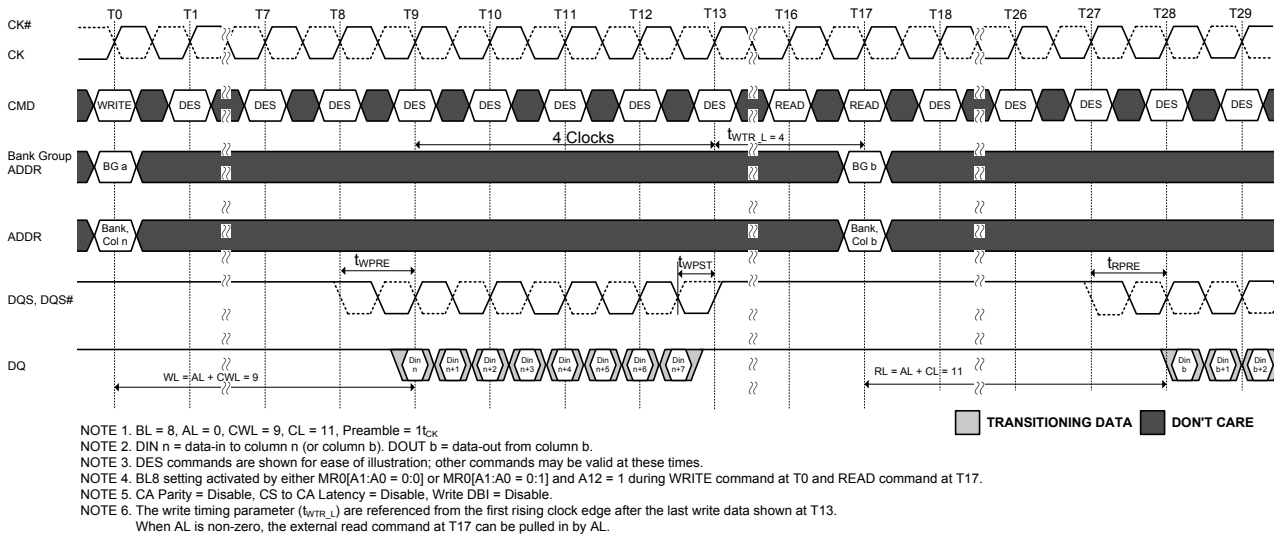 T0 T1 T7 T8 T9 T10 T11 T12 T13 T16 T17 T18 T26 T27 T28 T29
CK#
CK
CMD WRITE DES DES DES DES DES DES DES DES READ READ DES DES DES DES DES
4 Clocks tWTR_L = 4
Bank Group
ADDR BG a BG b
ADDR Bank, Col n Bank, Col b
tWPRE tWPST tRPRE
DQS, DQS#
DQ Din n Din n+1 Din n+2 Din n+3 Din n+4 Din n+5 Din n+6 Din n+7 Din b Din b+1 Din b+2
WL = AL + CWL = 9 RL = AL + CL = 11
TRANSITIONING DATA DON'T CARE
NOTE 1. BL = 8, AL = 0, CWL = 9, CL = 11, Preamble = 1tCK
NOTE 2. DIN n = data-in to column n (or column b). DOUT b = data-out from column b.
NOTE 3. DES commands are shown for ease of illustration; other commands may be valid at these times.
NOTE 4. BL8 setting activated by either MR0[A1:A0 = 0:0] or MR0[A1:A0 = 0:1] and A12 = 1 during WRITE command at T0 and READ command at T17.
NOTE 5. CA Parity = Disable, CS to CA Latency = Disable, Write DBI = Disable.
NOTE 6. The write timing parameter (tWTR_L) are referenced from the first rising clock edge after the last write data shown at T13.
When AL is non-zero, the external read command at T17 can be pulled in by AL.